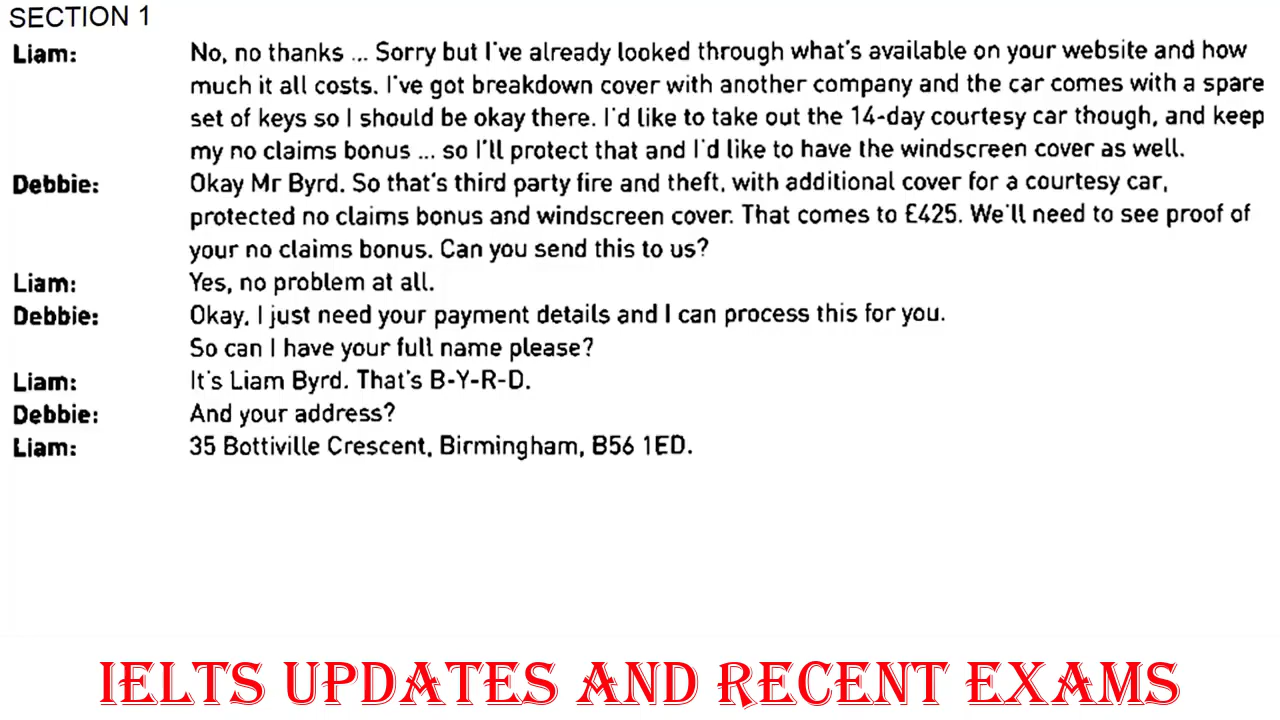 SECTION 1
Liam: No, no thanks ... Sorry but I've already looked through what's available on your website and how
much it all costs. I've got breakdown cover with another company and the car comes with a spare
set of keys so I should be okay there. I'd like to take out the 14-day courtesy car though, and keep
my no claims bonus ... so I'll protect that and I'd like to have the windscreen cover as well.
Debbie: Okay Mr Byrd. So that's third party fire and theft, with additional cover for a courtesy car,
protected no claims bonus and windscreen cover. That comes to £425. We'll need to see proof of
your no claims bonus. Can you send this to us?
Liam: Yes, no problem at all.
Debbie: Okay, I just need your payment details and I can process this for you.
So can I have your full name please?
Liam: It's Liam Byrd. That's B-Y-R-D.
Debbie: And your address?
Liam: 35 Bottiville Crescent, Birmingham, B56 1ED.
IELTS UPDATES AND RECENT EXAMS